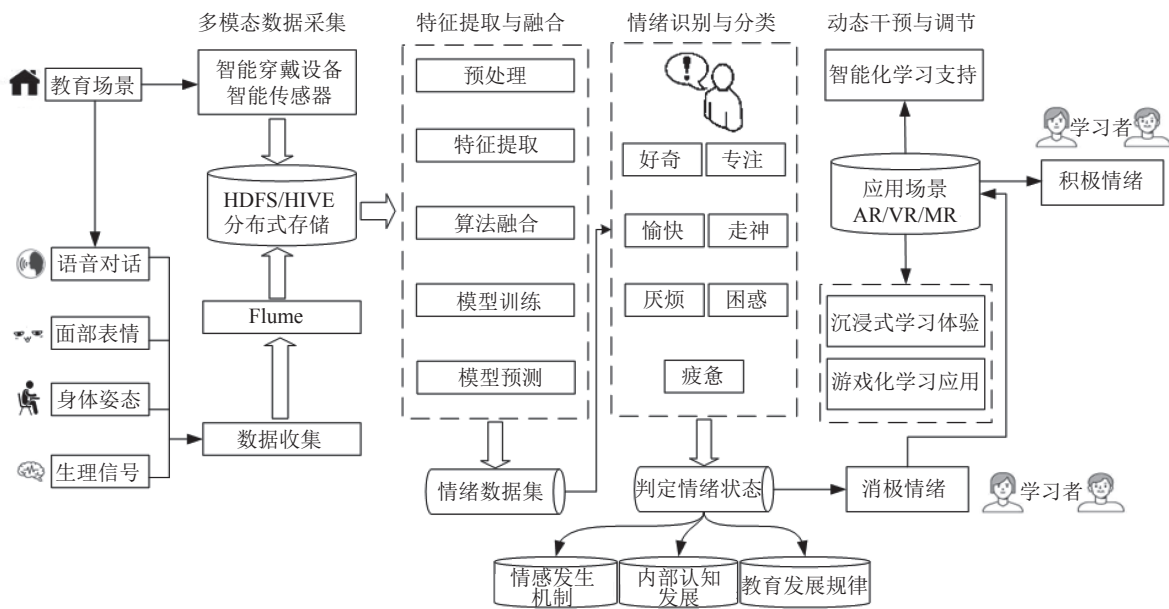 多模态数据采集
特征提取与融合
情绪识别与分类
动态干预与调节
教育场景
智能穿戴设备
智能传感器
HDFS/HIVE
分布式存储
语音对话
面部表情
身体姿态
生理信号
Flume
数据收集
预处理
特征提取
算法融合
模型训练
模型预测
情绪数据集
好奇
专注
愉快
走神
厌烦
困惑
疲惫
判定情绪状态
情感发生
机制
内部认知
发展
教育发展规律
智能化学习支持
应用场景
AR/VR/MR
沉浸式学习体验
游戏化学习应用
学习者
积极情绪
消极情绪
学习者